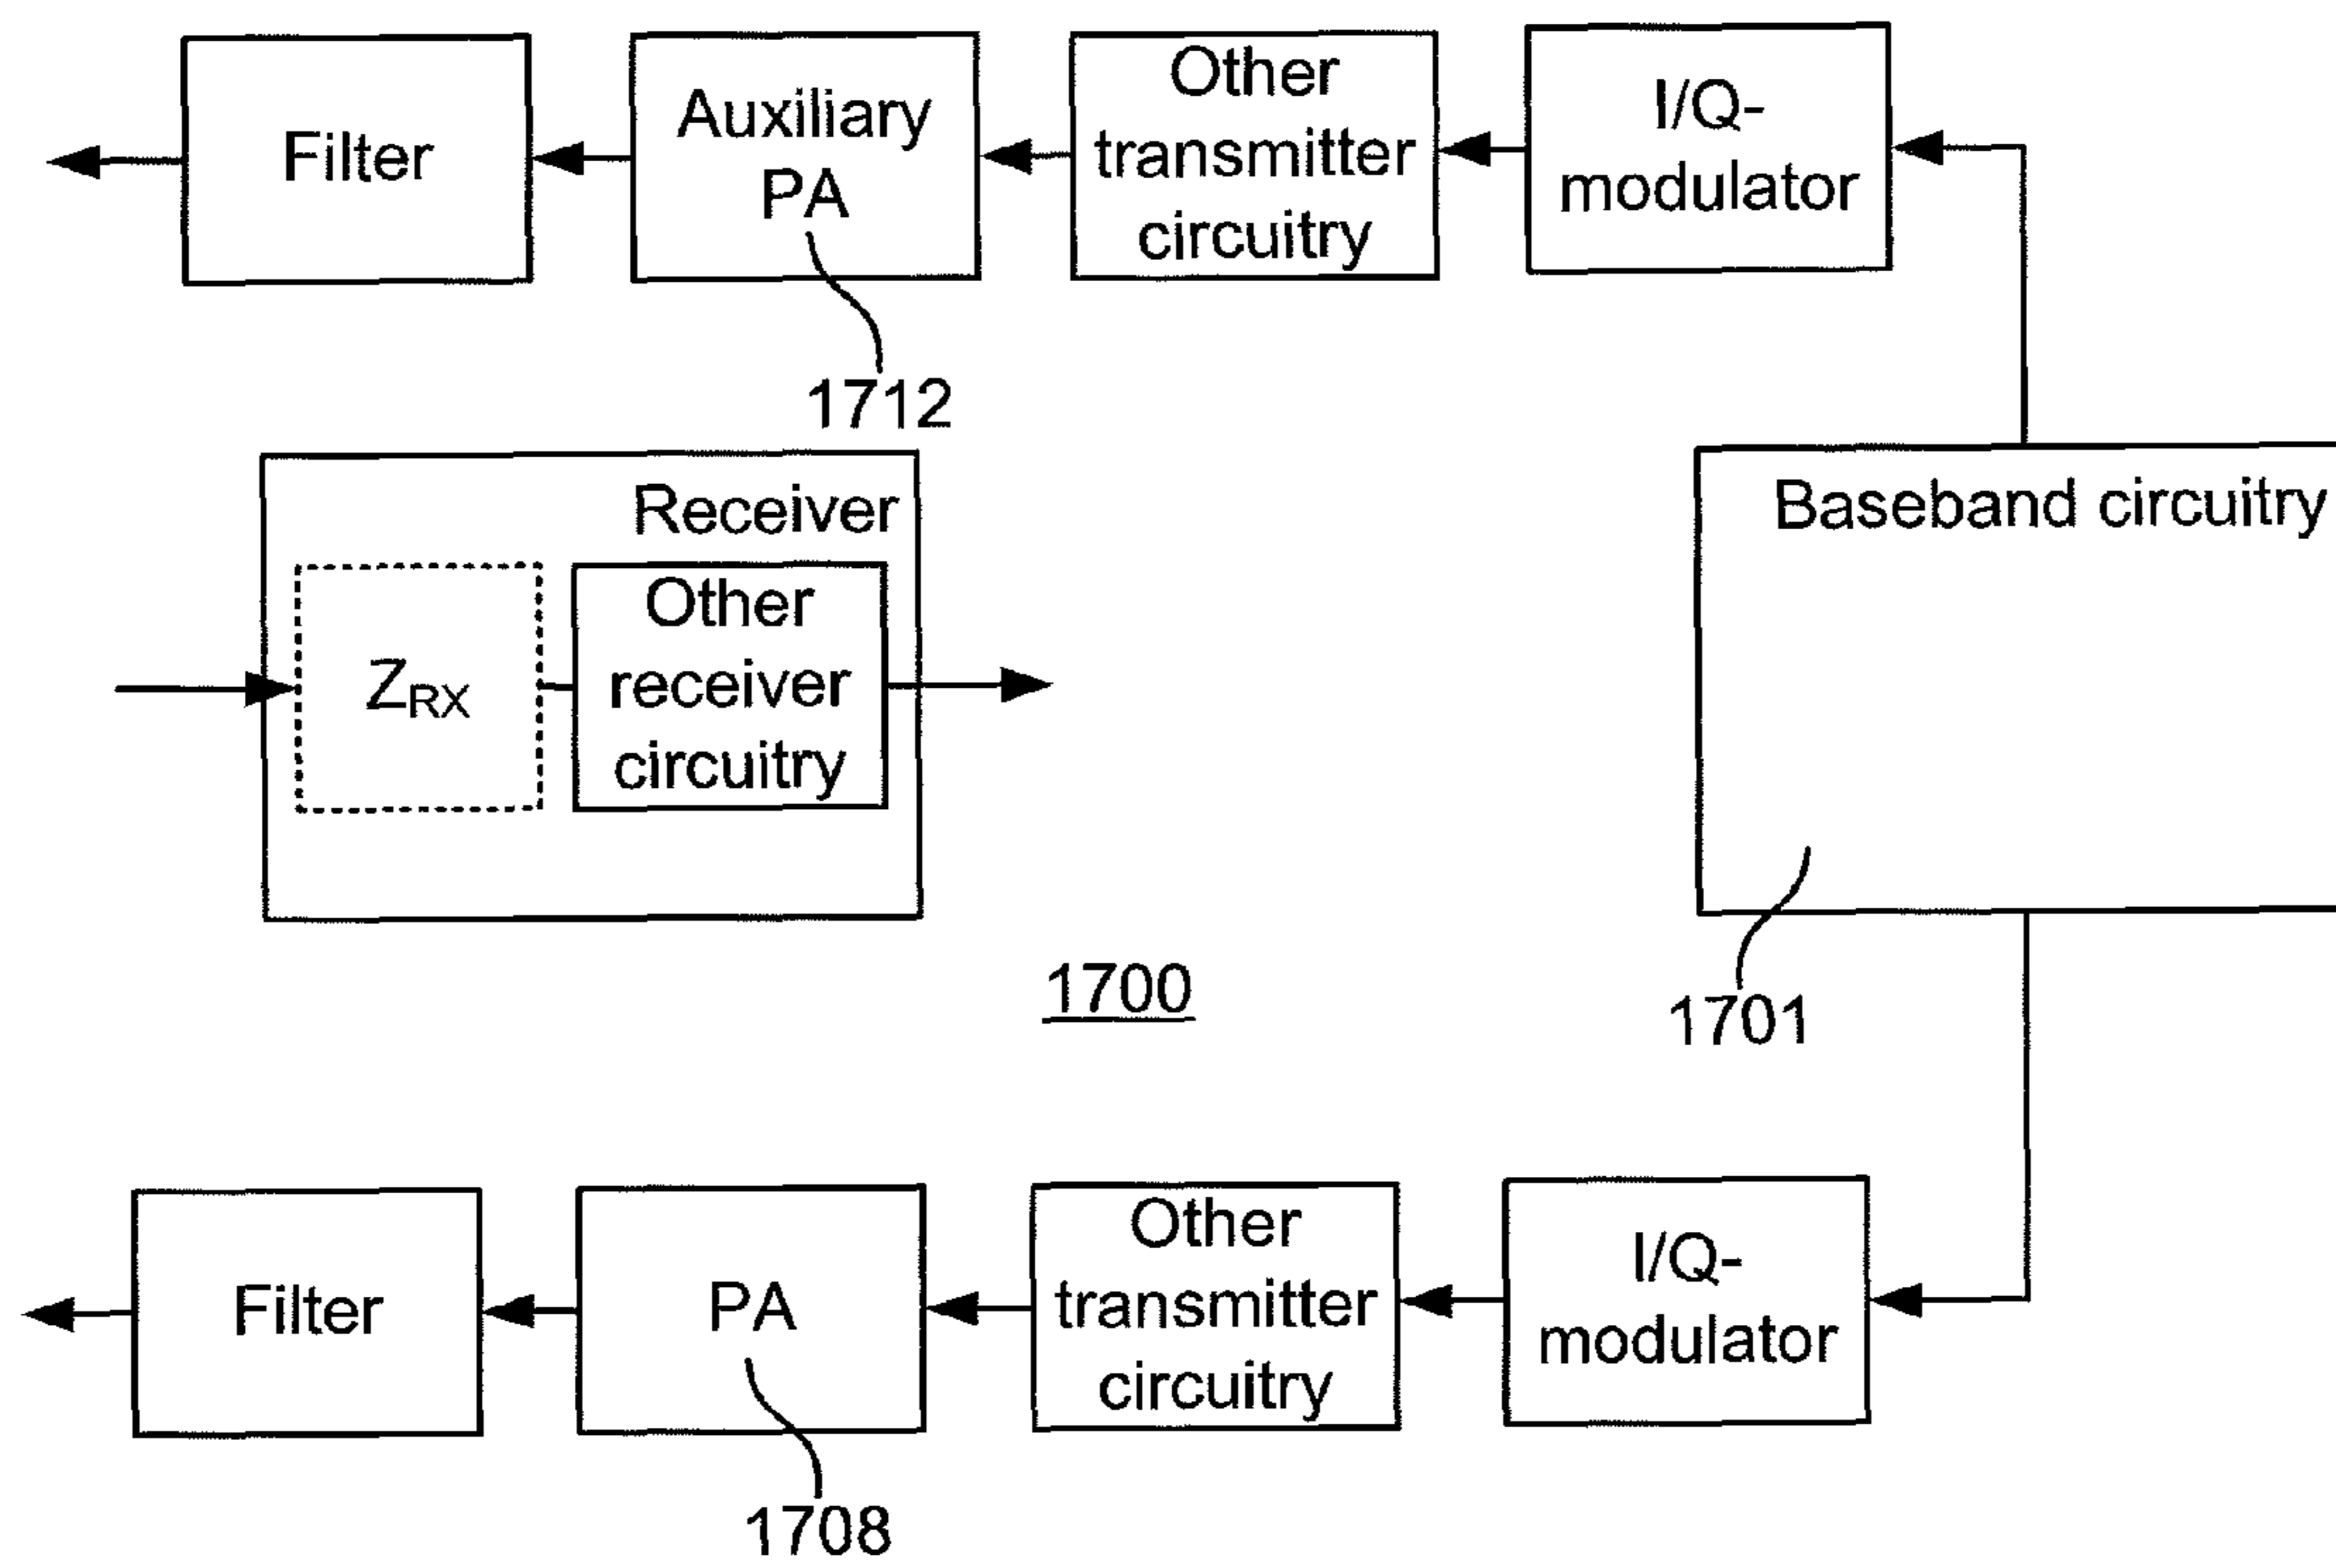 Filter
Auxiliary
PA
Other
transmitter
circuitry
I/Q-
modulator
1712
Receiver
Z_RX
Other
receiver
circuitry
Baseband circuitry
1700
1701
Filter
PA
Other
transmitter
circuitry
I/Q-
modulator
1708